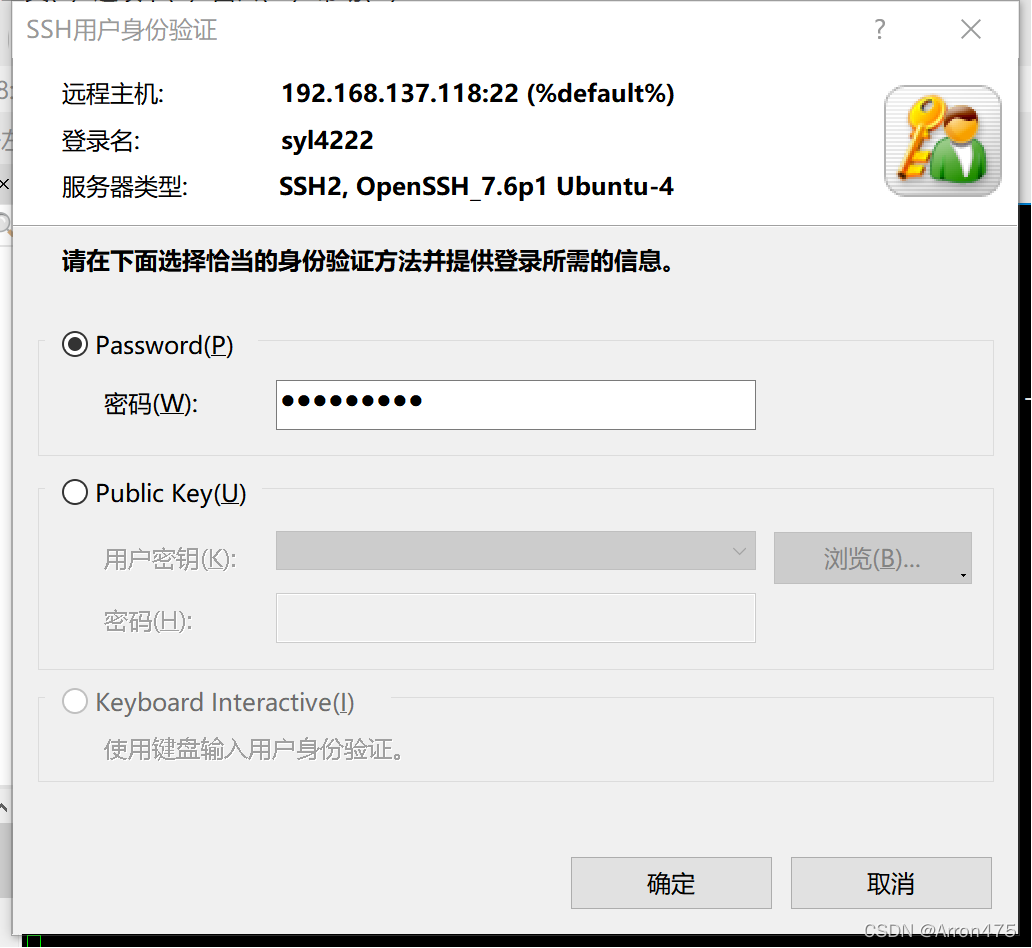 SSH用户身份验证
?
远程主机: 192.168.137.118:22 (%default%)
登录名: syl4222
服务器类型: SSH2, OpenSSH_7.6p1 Ubuntu-4
请在下面选择恰当的身份验证方法并提供登录所需的信息。
Password(P)
密码(W): ●●●●●●●●●
Public Key(U)
用户密钥(K):
浏览(B)...
密码(H):
Keyboard Interactive(I)
使用键盘输入用户身份验证。
确定
取消
CSDN @Arron475